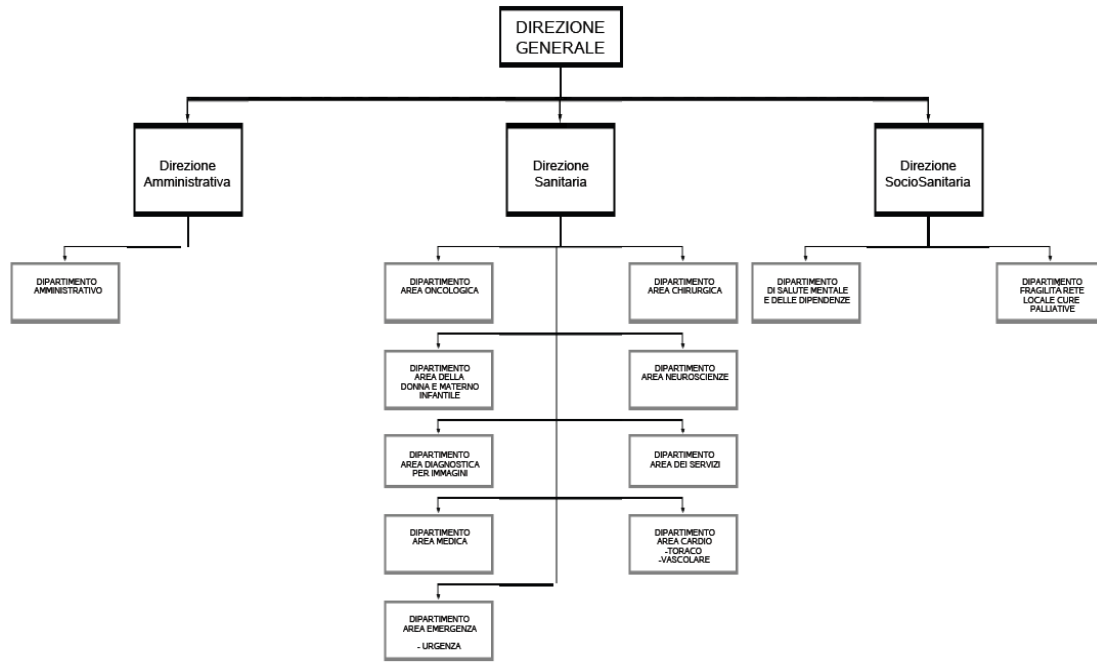 DIREZIONE
GENERALE
Direzione
Amministrativa
Direzione
Sanitaria
Direzione
SocioSanitaria
DIPARTIMENTO
AMMINISTRATIVO
DIPARTIMENTO
AREA ONCOLOGICA
DIPARTIMENTO
AREA CHIRURGICA
DIPARTIMENTO
DI SALUTE MENTALE
E DELLE DIPENDENZE
DIPARTIMENTO
FRAGILITÀ RETE
LOCALE CURE
PALLIATIVE
DIPARTIMENTO
AREA DELLA
DONNA E MATERNO
INFANTILE
DIPARTIMENTO
AREA NEUROSCIENZE
DIPARTIMENTO
AREA DIAGNOSTICA
PER IMMAGINI
DIPARTIMENTO
AREA DEI SERVIZI
DIPARTIMENTO
AREA MEDICA
DIPARTIMENTO
AREA CARDIO
-TORACO
-VASCOLARE
DIPARTIMENTO
AREA EMERGENZA
- URGENZA